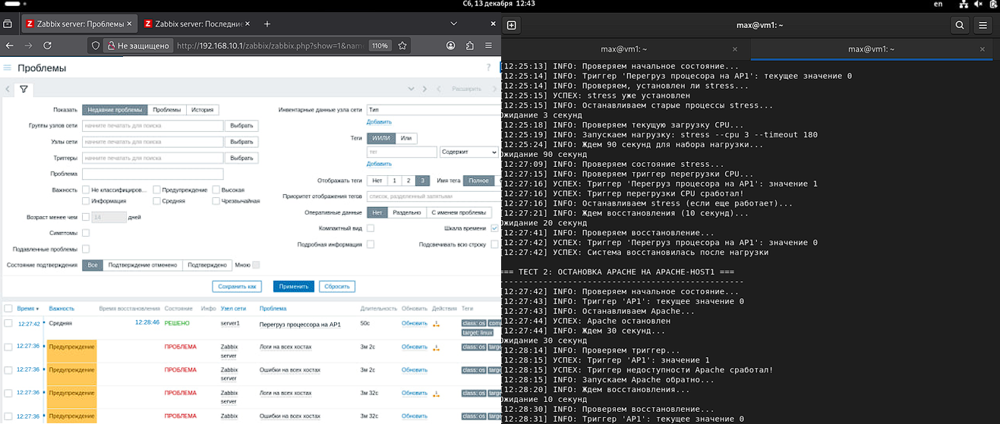 Сб, 13 декабря 12:43
en
Zabbix server: Проблемы
Zabbix server: Последние
Не защищено
http://192.168.10.1/zabbix/zabbix.php?show=1&nam
110%
Проблемы
?
Расширить
Показать
Недавние проблемы
Проблемы
История
Группы узлов сети
начните печатать для поиска
Выбрать
Узлы сети
начните печатать для поиска
Выбрать
Триггеры
начните печатать для поиска
Выбрать
Проблема
Важность
Не классифициров...
Предупреждение
Высокая
Информация
Средняя
Чрезвычайная
Возраст менее чем
14
дней
Симптомы
Подавленные проблемы
Состояние подтверждения
Все
Подтверждение отменено
Подтверждено
Мною
Инвентарные данные узла сети
Тип
Добавить
Теги
И/ИЛИ
Или
тег
Содержит
Добавить
Отображать теги
Нет
1
2
3
Имя тега
Полное
Приоритет отображения тегов
список, разделенный запятыми
Оперативные данные
Нет
Раздельно
С именем проблемы
Компактный вид
Шкала времени
Подробная информация
Подсвечивать всю строку
Сохранить как
Применить
Сбросить
Время Важность Время восстановления Состояние Инфо Узел сети Проблема Длительность Обновить Действия Теги
12:27:42 Средняя 12:28:46 РЕШЕНО server1 Перегруз процессора на AP1 50с Обновить class: os com
target: linux
12:27:36 Предупреждение ПРОБЛЕМА Zabbix server Логи на всех хостах 3м 2с Обновить class: os targe
12:27:36 Предупреждение ПРОБЛЕМА Zabbix server Ошибки на всех хостах 3м 2с Обновить class: os targe
12:27:36 Предупреждение ПРОБЛЕМА Zabbix server Логи на всех хостах 3м 32с Обновить class: os targe
12:27:36 Предупреждение ПРОБЛЕМА Zabbix Ошибки на всех хостах 3м 32с Обновить class: os targe
max@vm1: ~
max@vm1: ~
max@vm1: ~
[12:25:13] INFO: Проверяем начальное состояние...
[12:25:14] INFO: Триггер 'Перегруз процесора на AP1': текущее значение 0
[12:25:14] INFO: Проверяем, установлен ли stress...
[12:25:15] УСПЕХ: stress уже установлен
[12:25:15] INFO: Останавливаем старые процессы stress...
Ожидание 3 секунд
[12:25:18] INFO: Проверяем текущую загрузку CPU...
[12:25:19] INFO: Запускаем нагрузку: stress --cpu 3 --timeout 180
[12:25:24] INFO: Ждем 90 секунд для набора нагрузки...
Ожидание 90 секунд
[12:27:09] INFO: Проверяем состояние stress...
[12:27:15] INFO: Проверяем триггер перегрузки CPU...
[12:27:16] УСПЕХ: Триггер 'Перегруз процесора на AP1': значение 1
[12:27:16] УСПЕХ: Триггер перегрузки CPU сработал!
[12:27:16] INFO: Останавливаем stress (если еще работает)...
[12:27:21] INFO: Ждем восстановления (10 секунд)...
Ожидание 20 секунд
[12:27:41] INFO: Проверяем восстановление...
[12:27:42] УСПЕХ: Триггер 'Перегруз процесора на AP1': значение 0
[12:27:42] УСПЕХ: Система восстановилась после нагрузки
=== ТЕСТ 2: ОСТАНОВКА APACHE НА APACHE-HOST1 ===
--------------------------------------------------
[12:27:42] INFO: Проверяем начальное состояние...
[12:27:43] INFO: Триггер 'AP1': текущее значение 0
[12:27:43] INFO: Останавливаем Apache...
[12:27:44] УСПЕХ: Apache остановлен
[12:27:44] INFO: Ждем 30 секунд...
Ожидание 30 секунд
[12:28:14] INFO: Проверяем триггер...
[12:28:15] УСПЕХ: Триггер 'AP1': значение 1
[12:28:15] УСПЕХ: Триггер недоступности Apache сработал!
[12:28:15] INFO: Запускаем Apache обратно...
[12:28:20] INFO: Ждем восстановления...
Ожидание 10 секунд
[12:28:30] INFO: Проверяем восстановление...
[12:28:31] INFO: Триггер 'AP1': текущее значение 0